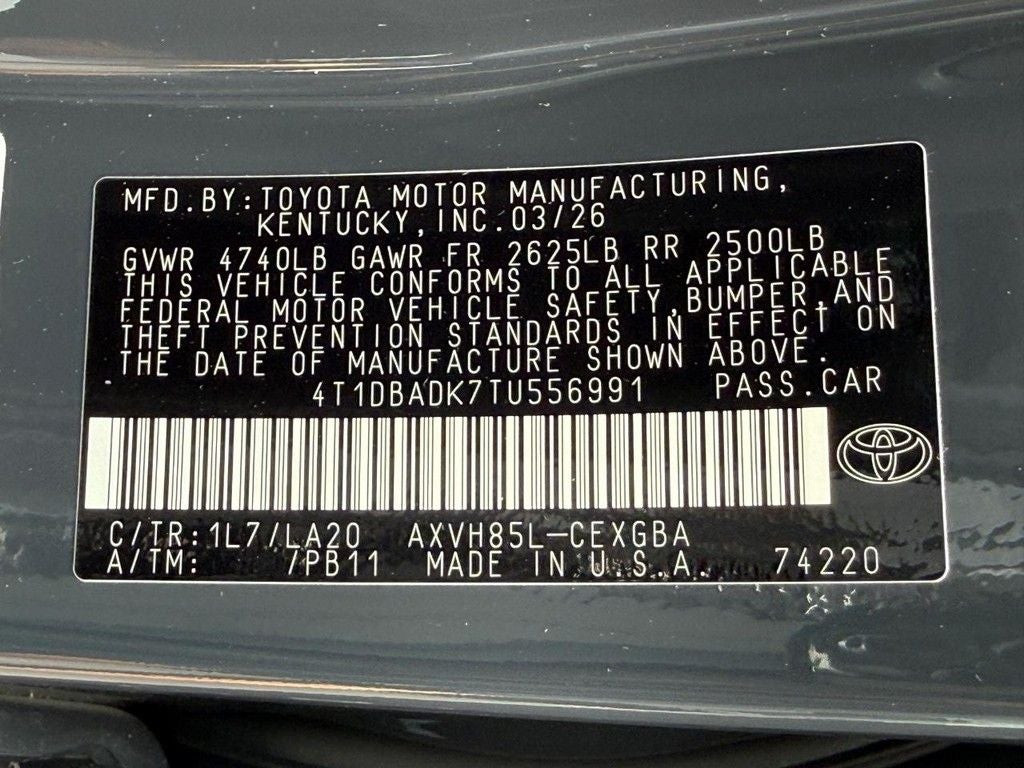 MFD.BY:TOYOTA MOTOR MANUFACTURING,
KENTUCKY,INC.03/26
GVWR 4740LB GAWR FR 2625LB RR 2500LB
THIS VEHICLE CONFORMS TO ALL APPLICABLE
FEDERAL MOTOR VEHICLE SAFETY,BUMPER,AND
THEFT PREVENTION STANDARDS IN EFFECT ON
THE DATE OF MANUFACTURE SHOWN ABOVE.
4T1DBADK7TU556991 PASS.CAR
C/TR:1L7/LA20 AXVH85L-CEXGBA
A/TM: 7PB11 MADE IN U.S.A. 74220